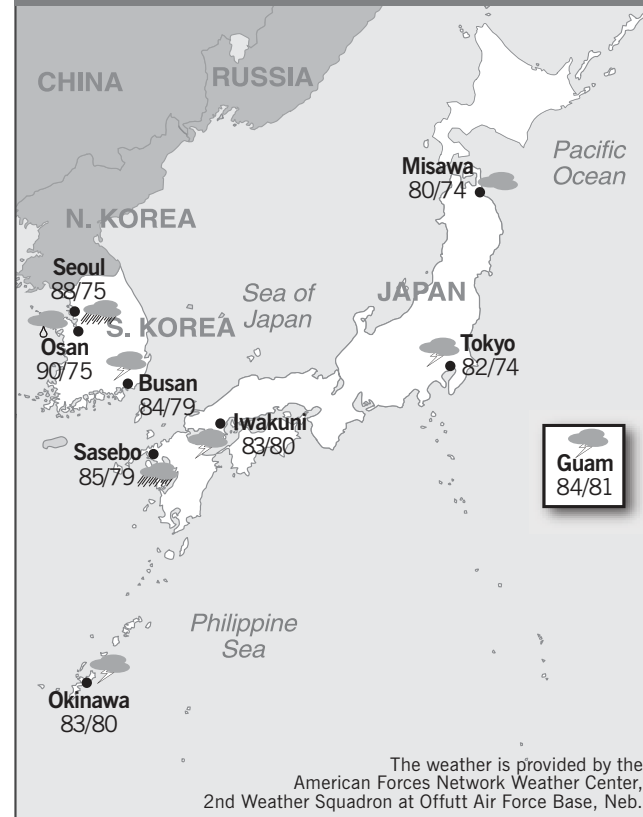 CHINA
RUSSIA
Pacific
Ocean
Misawa
80/74
N. KOREA
Seoul
88/75
Sea of
Japan
JAPAN
S. KOREA
Osan
90/75
Tokyo
82/74
Busan
84/79
Iwakuni
83/80
Sasebo
85/79
Guam
84/81
Philippine
Sea
Okinawa
83/80
The weather is provided by the
American Forces Network Weather Center,
2nd Weather Squadron at Offutt Air Force Base, Neb.